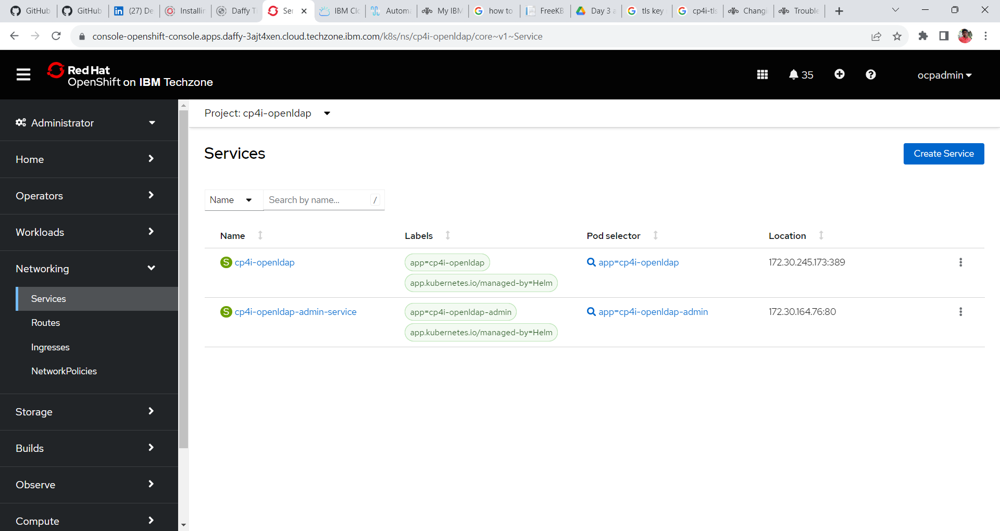 GitHub
GitHub
(27) De
Installin
Daffy Ti
Ser
IBM Clo
Automa
My IBM
how to
FreeKB
Day 3 a
tls key
cp4i-tls
Changi
Trouble
console-openshift-console.apps.daffy-3ajt4xen.cloud.techzone.ibm.com/k8s/ns/cp4i-openldap/core~v1~Service
Red Hat
OpenShift on IBM Techzone
35
ocpadmin
Administrator
Home
Operators
Workloads
Networking
Services
Routes
Ingresses
NetworkPolicies
Storage
Builds
Observe
Compute
Project: cp4i-openldap
Services
Create Service
Name
Search by name...
/
Name Labels Pod selector Location
S cp4i-openldap app=cp4i-openldap app=cp4i-openldap 172.30.245.173:389
app.kubernetes.io/managed-by=Helm
S cp4i-openldap-admin-service app=cp4i-openldap-admin app=cp4i-openldap-admin 172.30.164.76:80
app.kubernetes.io/managed-by=Helm